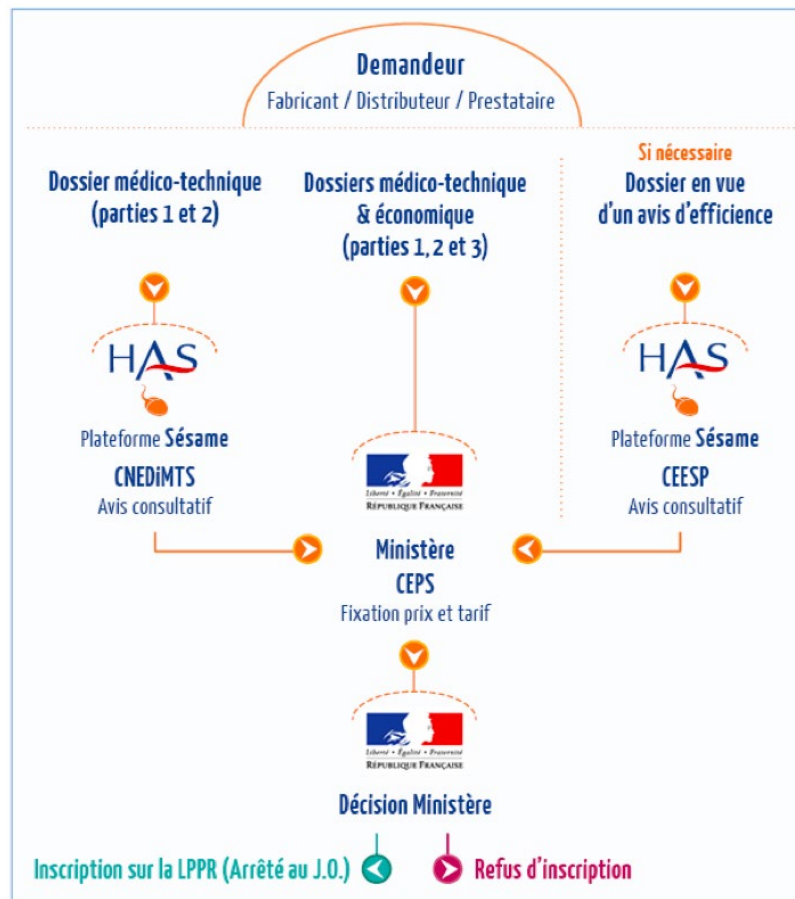 Demandeur
Fabricant / Distributeur / Prestataire
Dossier médico-technique
(parties 1 et 2)
HAS
Plateforme Sésame
CNEDiMTS
Avis consultatif
Dossiers médico-technique
& économique
(parties 1, 2 et 3)
Liberté • Égalité • Fraternité
RÉPUBLIQUE FRANÇAISE
Si nécessaire
Dossier en vue
d'un avis d'efficience
HAS
Plateforme Sésame
CEESP
Avis consultatif
Ministère
CEPS
Fixation prix et tarif
Liberté • Égalité • Fraternité
RÉPUBLIQUE FRANÇAISE
Décision Ministère
Inscription sur la LPPR (Arrêté au J.O.)
Refus d'inscription